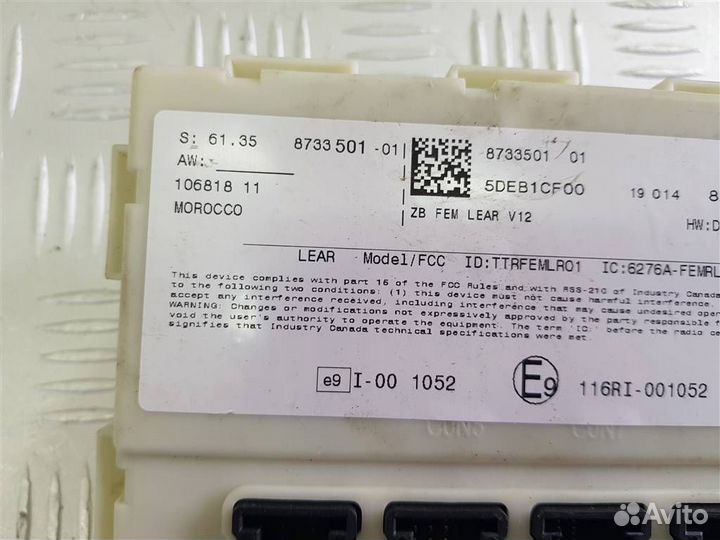 S: 61.35 8733501-01 8733501 01
AW:
5DEB1CF00 19 014 8
106818 11
MOROCCO
ZB FEM LEAR V12
HW:D
LEAR Model/FCC ID:TTRFEMLR01 IC:6276A-FEMRL
This device complies with part 15 of the FCC Rules and with RSS-210 of Industry Canada
to the following two conditions: (1) this device must not cause harmful interference.
accept any interference received, including interference that may cause undesired oper
WARNING: Changes or modifications not expressively approved by the party responsible f
void the user's authority to operate the equipment. The term 'IC:' before the radio ce
signifies that Industry Canada technical specifications were met.
e9 I-00 1052 E9 116RI-001052
CON5 CON7
Avito